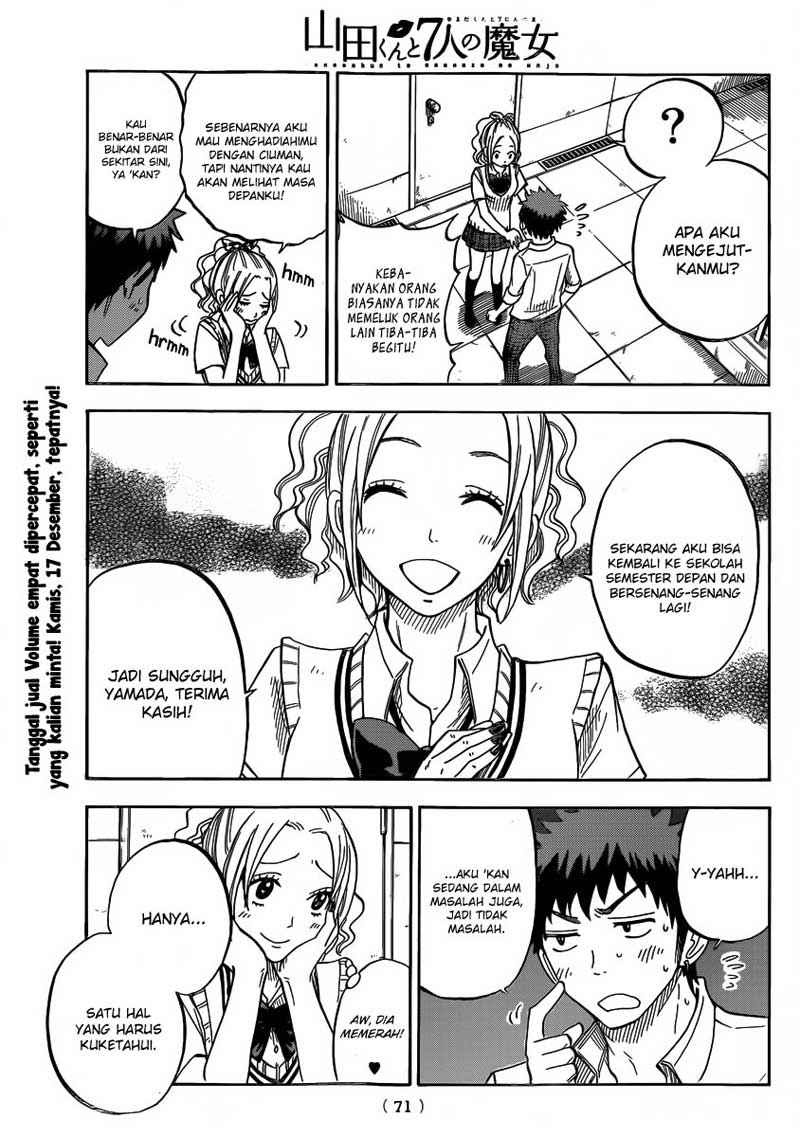 山田くんと7人の魔女
?
APA AKU
MENGEJUT-
KANMU?
KEBA-
NYAKAN ORANG
BIASANYA TIDAK
MEMELUK ORANG
LAIN TIBA-TIBA
BEGITU!
SEBENARNYA AKU
MAU MENGHADIAHIMU
DENGAN CIUMAN,
TAPI NANTINYA KAU
AKAN MELIHAT MASA
DEPANKU!
KAU
BENAR-BENAR
BUKAN DARI
SEKITAR SINI,
YA 'KAN?
hmm
hrmm
SEKARANG AKU BISA
KEMBALI KE SEKOLAH
SEMESTER DEPAN DAN
BERSENANG-SENANG
LAGI!
JADI SUNGGUH,
YAMADA, TERIMA
KASIH!
Tanggal jual Volume empat dipercepat, seperti
yang kalian minta! Kamis, 17 Desember, tepatnya!
Y-YAHH...
...AKU 'KAN
SEDANG DALAM
MASALAH JUGA,
JADI TIDAK
MASALAH.
AW, DIA
MEMERAH!
♥
HANYA...
SATU HAL
YANG HARUS
KUKETAHUI.
( 71 )